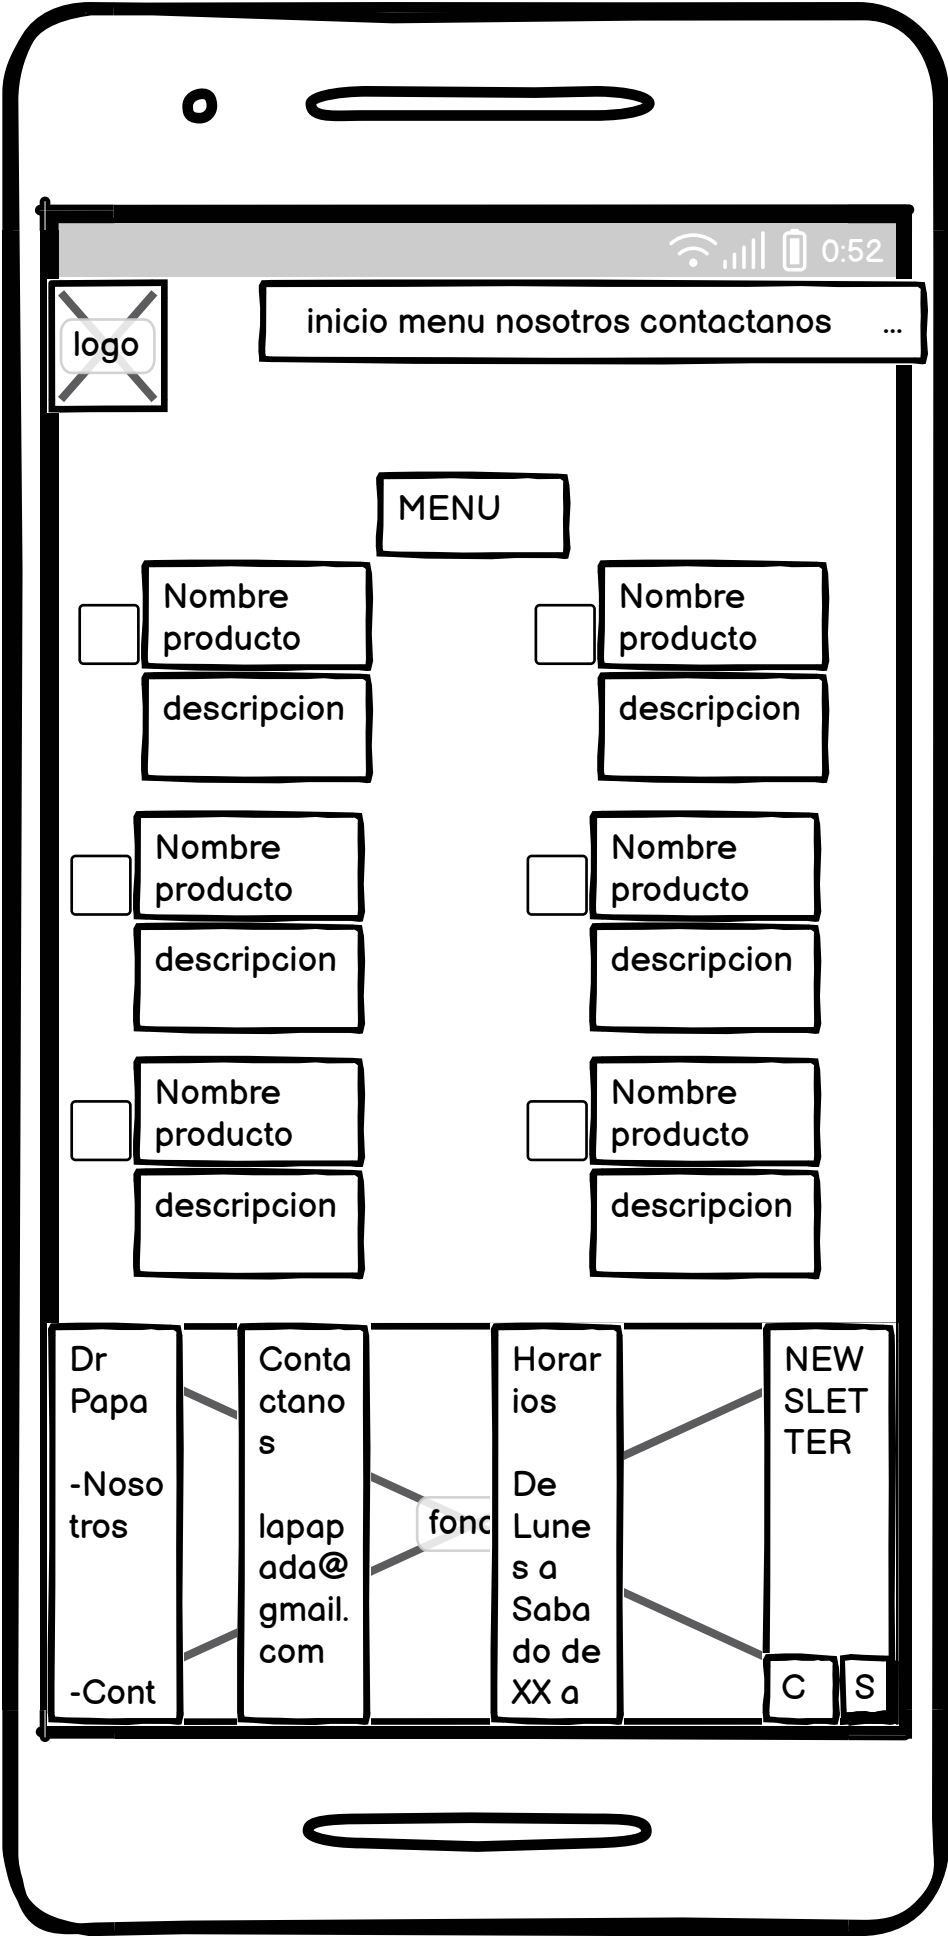 0:52
logo
inicio menu nosotros contactanos ...
MENU
Nombre
producto
descripcion
Nombre
producto
descripcion
Nombre
producto
descripcion
Nombre
producto
descripcion
Nombre
producto
descripcion
Nombre
producto
descripcion
Dr
Papa
-Noso
tros
-Cont
Conta
ctano
s
lapap
ada@
gmail.
com
Horar
ios
De
Lune
s a
Saba
do de
XX a
NEW
SLET
TER
C
S